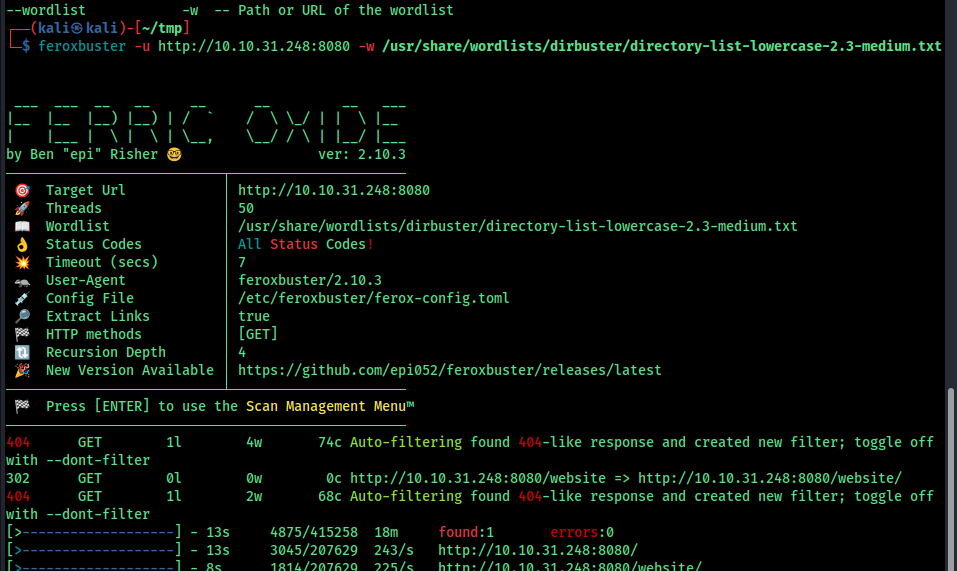 --wordlist            -w  -- Path or URL of the wordlist
┌──(kali㉿kali)-[~/tmp]
└─$ feroxbuster -u http://10.10.31.248:8080 -w /usr/share/wordlists/dirbuster/directory-list-lowercase-2.3-medium.txt
 ___  ___  __   __     __      __         __   ___
|__  |__  |__) |__) | /  `    /  \ \_/ | |  \ |__
|    |___ |  \ |  \ | \__,    \__/ / \ | |__/ |___
by Ben "epi" Risher 🤓                 ver: 2.10.3
🎯  Target Url            │ http://10.10.31.248:8080
🚀  Threads               │ 50
📖  Wordlist              │ /usr/share/wordlists/dirbuster/directory-list-lowercase-2.3-medium.txt
👌  Status Codes          │ All Status Codes!
💥  Timeout (secs)        │ 7
🦡  User-Agent            │ feroxbuster/2.10.3
💉  Config File           │ /etc/feroxbuster/ferox-config.toml
🔎  Extract Links         │ true
🏁  HTTP methods          │ [GET]
🔃  Recursion Depth       │ 4
🎉  New Version Available │ https://github.com/epi052/feroxbuster/releases/latest
🏁  Press [ENTER] to use the Scan Management Menu™
404      GET        1l        4w       74c Auto-filtering found 404-like response and created new filter; toggle off
with --dont-filter
302      GET        0l        0w        0c http://10.10.31.248:8080/website => http://10.10.31.248:8080/website/
404      GET        1l        2w       68c Auto-filtering found 404-like response and created new filter; toggle off
with --dont-filter
[>-------------------] - 13s     4875/415258  18m     found:1       errors:0
[>-------------------] - 13s     3045/207629  243/s   http://10.10.31.248:8080/
[>-------------------] - 8s      1814/207629  225/s   http://10.10.31.248:8080/website/